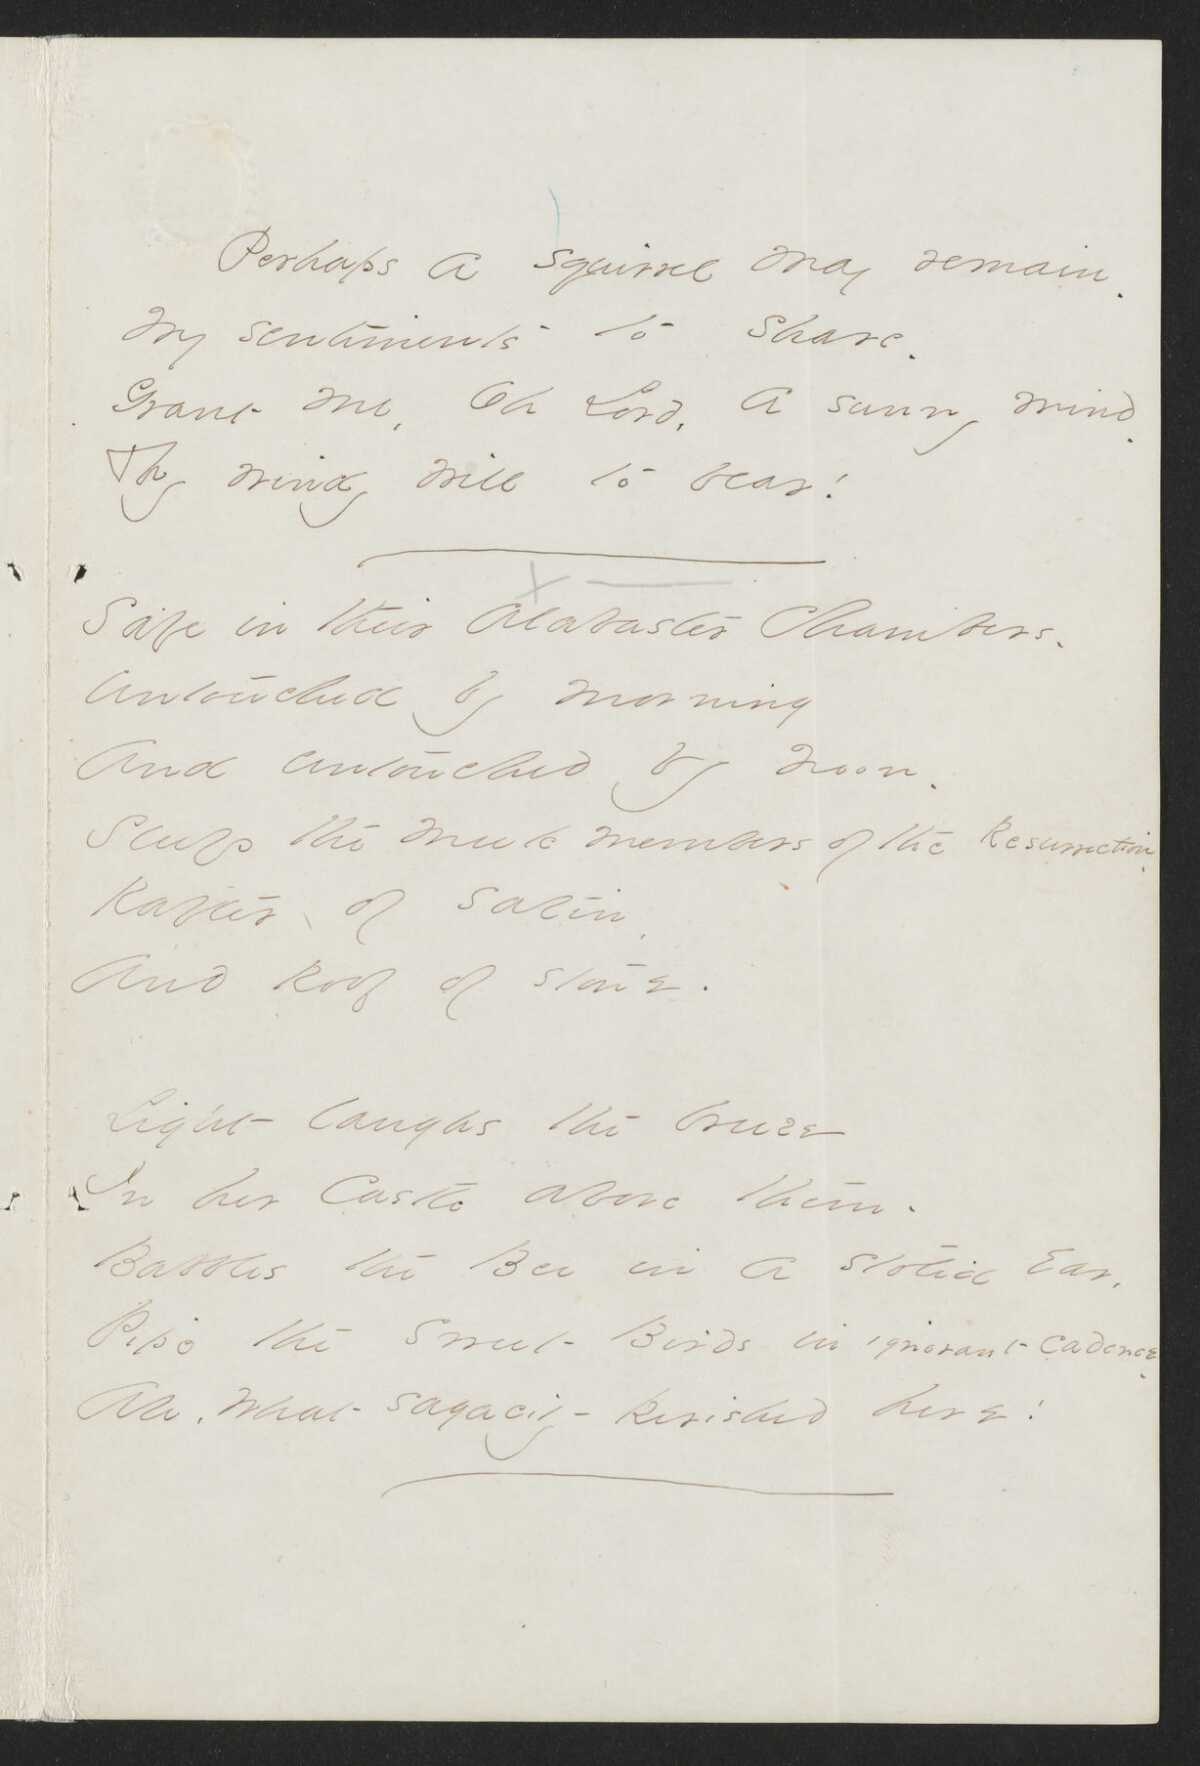 Perhaps a squirrel may remain.
My sentiments to share.
Grant me, Oh Lord, a sunny mind.
Thy windy will to bear!
Safe in their Alabaster Chambers.
Untouched by morning
And untouched by noon.
Sleep the meek members of the Resurrection.
Rafter of Satin,
And Roof of Stone.
Light laughs the breeze
In her Castle above them.
Babbles the Bee in a stolid Ear,
Pipe the Sweet Birds in ignorant cadence.
Ah, what sagacity perished here!